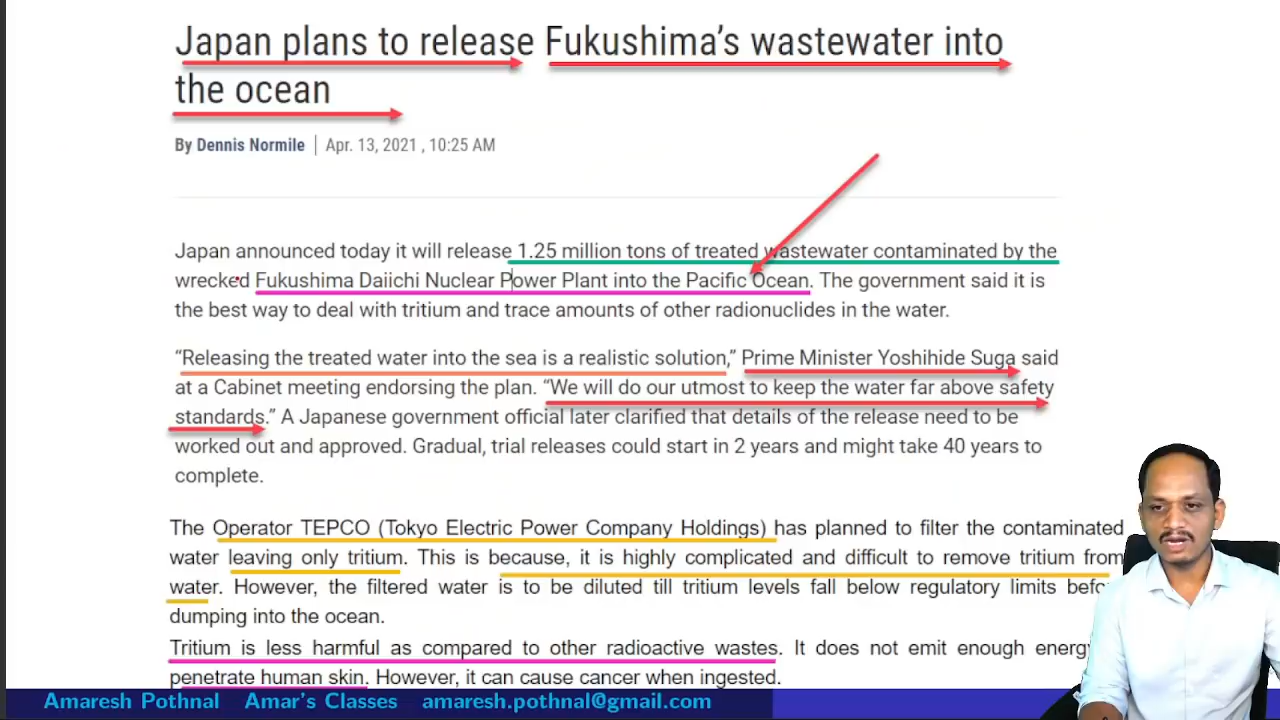 Japan plans to release Fukushima's wastewater into
the ocean
By Dennis Normile | Apr. 13, 2021 , 10:25 AM
Japan announced today it will release 1.25 million tons of treated wastewater contaminated by the
wrecked Fukushima Daiichi Nuclear Power Plant into the Pacific Ocean. The government said it is
the best way to deal with tritium and trace amounts of other radionuclides in the water.
“Releasing the treated water into the sea is a realistic solution,” Prime Minister Yoshihide Suga said
at a Cabinet meeting endorsing the plan. “We will do our utmost to keep the water far above safety
standards.” A Japanese government official later clarified that details of the release need to be
worked out and approved. Gradual, trial releases could start in 2 years and might take 40 years to
complete.
The Operator TEPCO (Tokyo Electric Power Company Holdings) has planned to filter the contaminated
water leaving only tritium. This is because, it is highly complicated and difficult to remove tritium from
water. However, the filtered water is to be diluted till tritium levels fall below regulatory limits
dumping into the ocean.
Tritium is less harmful as compared to other radioactive wastes. It does not emit enough energy
penetrate human skin. However, it can cause cancer when ingested.
Amaresh Pothnal Amar's Classes amaresh.pothnal@gmail.com